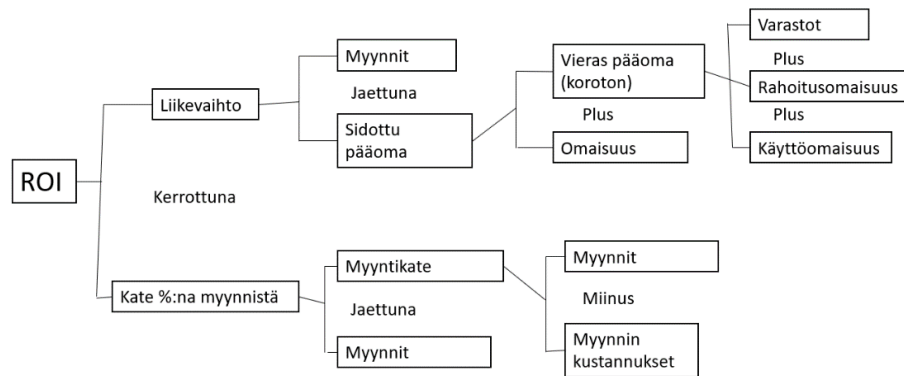 ROI
Liikevaihto
Kerrottuna
Kate %:na myynnistä
Myynnit
Jaettuna
Sidottu
pääoma
Myyntikate
Jaettuna
Myynnit
Vieras pääoma
(koroton)
Plus
Omaisuus
Myynnit
Miinus
Myynnin
kustannukset
Varastot
Plus
Rahoitusomaisuus
Plus
Käyttöomaisuus